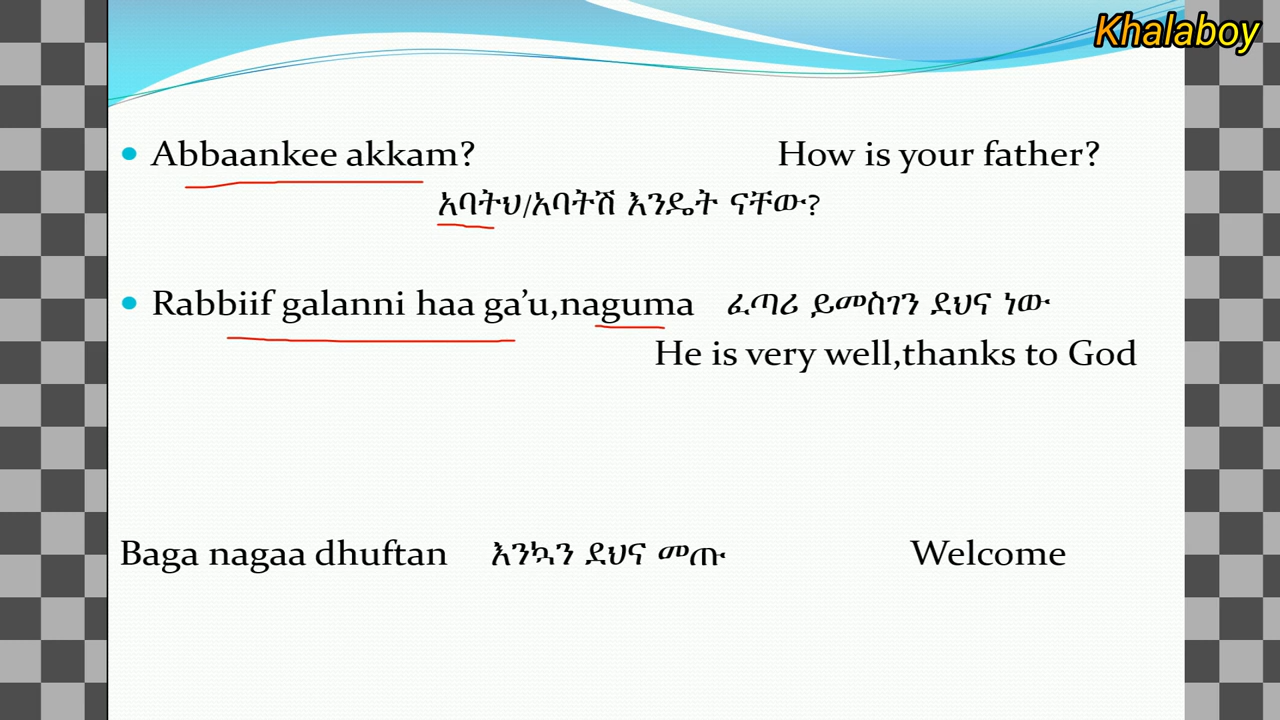 Khalaboy
Abbaankee akkam? How is your father?
አባትህ/አባትሽ እንዴት ናቸው?
Rabbiif galanni haa ga’u,naguma ፈጣሪ ይመስገን ደህና ነው
He is very well,thanks to God
Baga nagaa dhuftan እንኳን ደህና መጡ Welcome